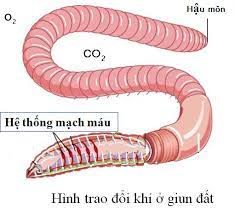 Hậu môn
O2
CO2
Hệ thống mạch máu
Hình trao đổi khí ở giun đất